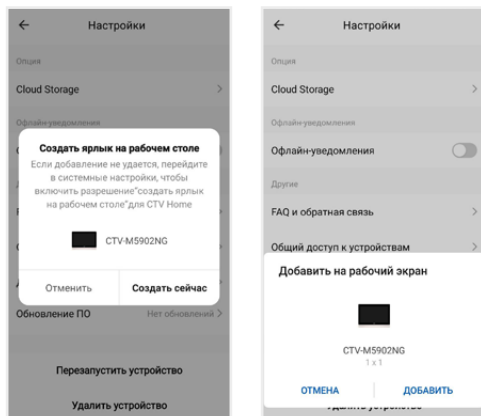 Настройки
Опция
Cloud Storage
Офлайн-уведомления
Создать ярлык на рабочем столе
Если добавление не удается, перейдите
в системные настройки, чтобы
включить разрешение"создать ярлык
на рабочем столе"для CTV Home
CTV-M5902NG
Отменить
Создать сейчас
Обновление ПО
Нет обновлений
Перезапустить устройство
Удалить устройство
Настройки
Опция
Cloud Storage
Офлайн-уведомления
Офлайн-уведомления
Другие
FAQ и обратная связь
Общий доступ к устройствам
Добавить на рабочий экран
CTV-M5902NG
1 x 1
ОТМЕНА
ДОБАВИТЬ